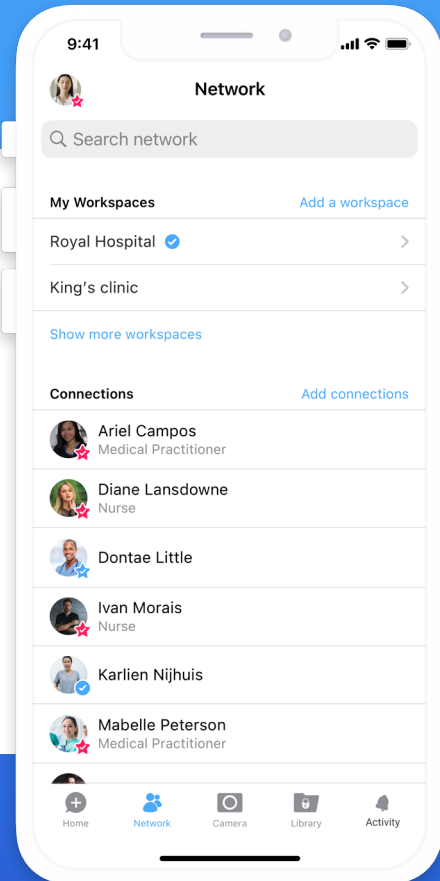 9:41
Network
Search network
My Workspaces Add a workspace
Royal Hospital
King's clinic
Show more workspaces
Connections Add connections
Ariel Campos
Medical Practitioner
Diane Lansdowne
Nurse
Dontae Little
Ivan Morais
Nurse
Karlien Nijhuis
Mabelle Peterson
Medical Practitioner
Home Network Camera Library Activity